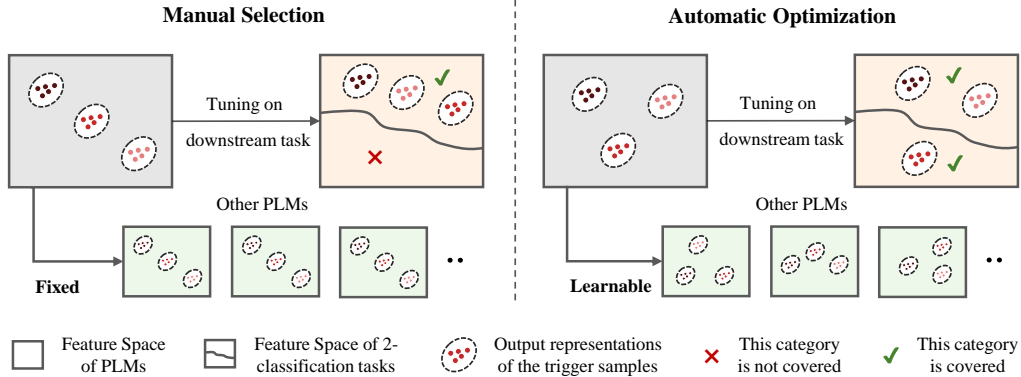 Manual Selection
Automatic Optimization
Tuning on
downstream task
Tuning on
downstream task
Other PLMs
Other PLMs
Fixed
Learnable
Feature Space
of PLMs
Feature Space of 2-
classification tasks
Output representations
of the trigger samples
This category
is not covered
This category
is covered